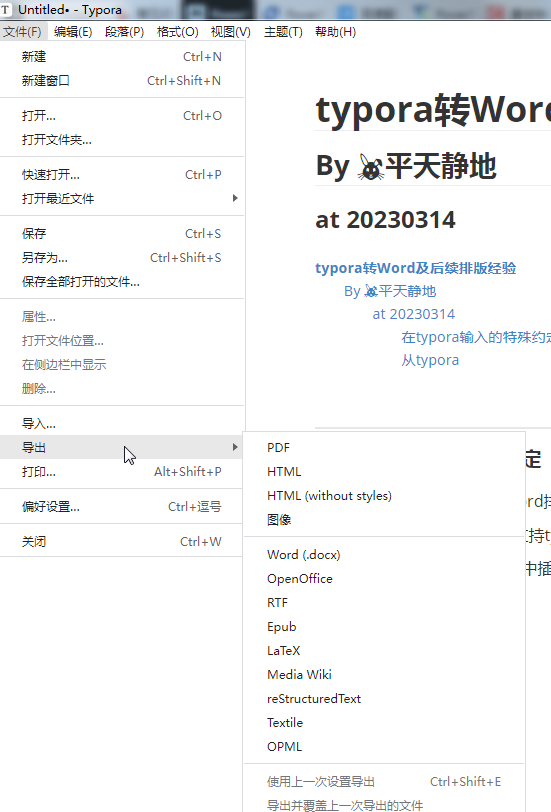 Untitled• - Typora
文件(F) 编辑(E) 段落(P) 格式(O) 视图(V) 主题(T) 帮助(H)
新建 Ctrl+N
新建窗口 Ctrl+Shift+N
打开... Ctrl+O
打开文件夹...
快速打开... Ctrl+P
打开最近文件
保存 Ctrl+S
另存为... Ctrl+Shift+S
保存全部打开的文件...
属性...
打开文件位置...
在侧边栏中显示
删除...
导入...
导出
打印... Alt+Shift+P
偏好设置... Ctrl+逗号
关闭 Ctrl+W
PDF
HTML
HTML (without styles)
图像
Word (.docx)
OpenOffice
RTF
Epub
LaTeX
Media Wiki
reStructuredText
Textile
OPML
使用上一次设置导出 Ctrl+Shift+E
导出并覆盖上一次导出的文件
typora转Word
By 平天静地
at 20230314
typora转Word及后续排版经验
By 平天静地
at 20230314
在typora输入的特殊约定
从typora
定
中插